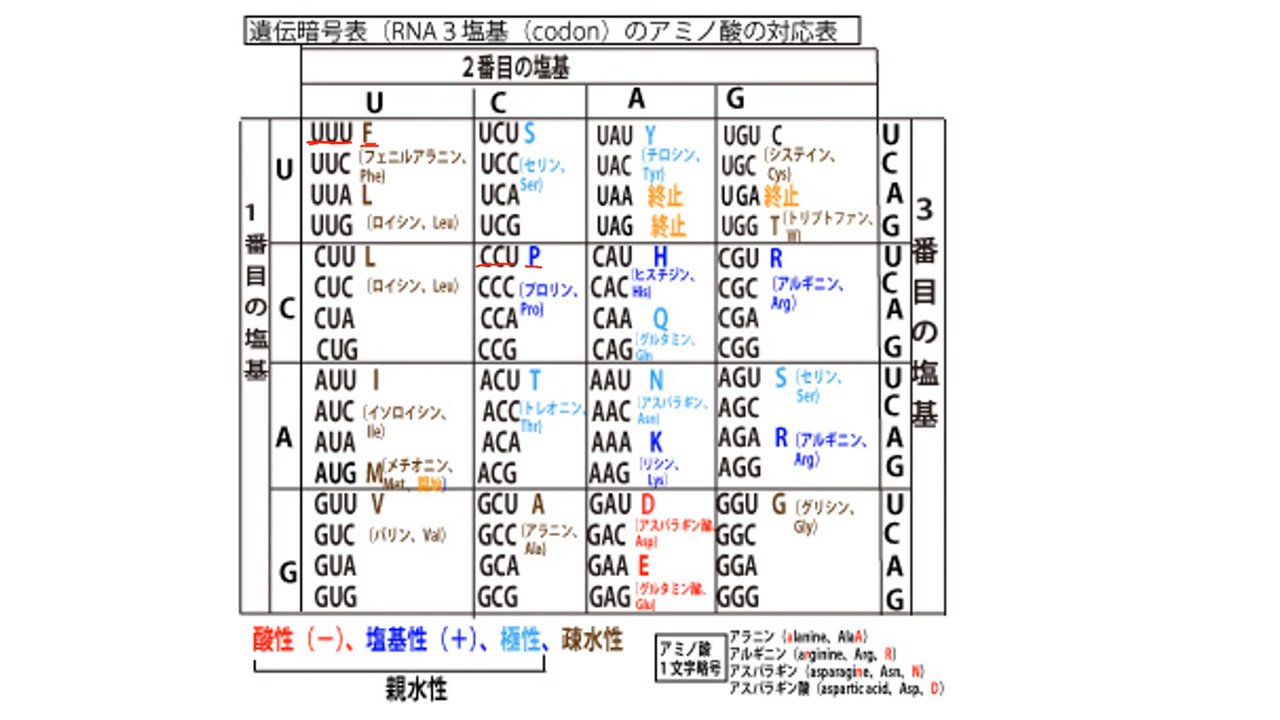 遺伝暗号表（RNA３塩基（codon）のアミノ酸の対応表
２番目の塩基
U C A G
1番目の塩基
3番目の塩基
U
UUU F
UUC (フェニルアラニン、
Phe)
UUA L
UUG (ロイシン、Leu)
UCU S
UCC (セリン、
Ser)
UCA
UCG
UAU Y
(チロシン、
UAC Tyr)
UAA 終止
UAG 終止
UGU C
(システイン、
UGC Cys)
UGA 終止
UGG T (トリプトファン、
W)
U
C
A
G
C
CUU L
CUC (ロイシン、Leu)
CUA
CUG
CCU P
CCC (プロリン、
Pro)
CCA
CCG
CAU H
(ヒスチジン、
CAC His)
CAA Q
(グルタミン、
CAG Gln
CGU R
CGC (アルギニン、
Arg)
CGA
CGG
U
C
A
G
A
AUU I
AUC (イソロイシン、
Ile)
AUA
AUG M (メチオニン、
Met、開始)
ACU T
ACC (トレオニン、
Thr)
ACA
ACG
AAU N
AAC (アスパラギン、
Asn)
AAA K
AAG (リシン、
Lys)
AGU S (セリン、
Ser)
AGC
AGA R (アルギニン、
Arg)
AGG
U
C
A
G
G
GUU V
GUC (バリン、Val)
GUA
GUG
GCU A
GCC (アラニン、
Ala)
GCA
GCG
GAU D
(アスパラギン酸、
GAC Asp)
GAA E
GAG (グルタミン酸、
Glu)
GGU G (グリシン、
Gly)
GGC
GGA
GGG
U
C
A
G
酸性（－）、塩基性（＋）、極性、疎水性
親水性
アミノ酸
１文字略号
アラニン（alanine、AlaA）
アルギニン（arginine、Arg、R）
アスパラギン（asparagine、Asn、N）
アスパラギン酸（aspartic acid、Asp、D）